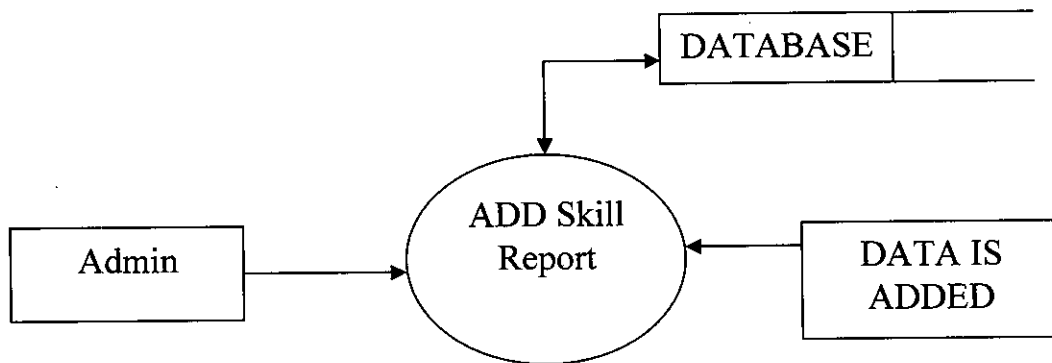 DATABASE
ADD Skill
Report
Admin
DATA IS
ADDED